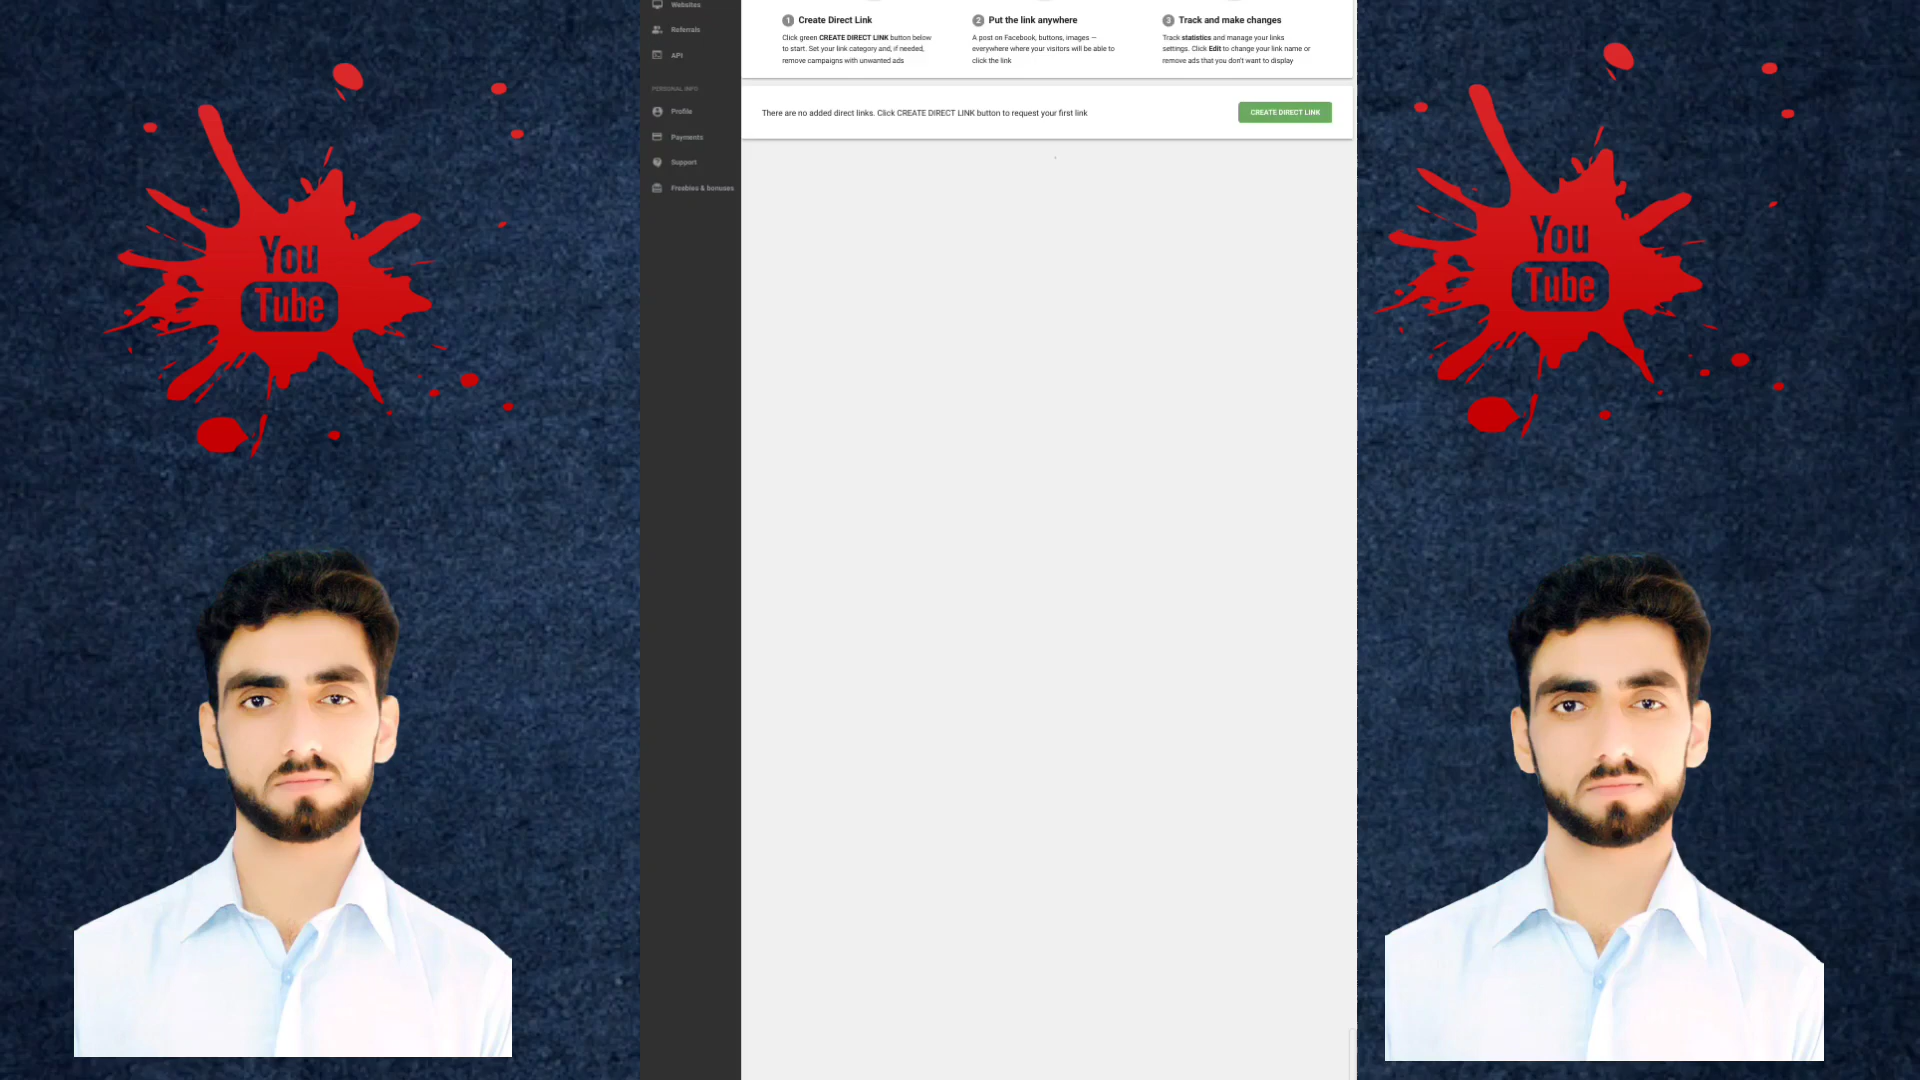 You
Tube
Websites
Referrals
API
PERSONAL INFO
Profile
Payments
Support
Freebies & bonuses
1 Create Direct Link
Click green CREATE DIRECT LINK button below
to start. Set your link category and, if needed,
remove campaigns with unwanted ads
2 Put the link anywhere
A post on Facebook, buttons, images —
everywhere where your visitors will be able to
click the link
3 Track and make changes
Track statistics and manage your links
settings. Click Edit to change your link name or
remove ads that you don't want to display
There are no added direct links. Click CREATE DIRECT LINK button to request your first link
CREATE DIRECT LINK
You
Tube